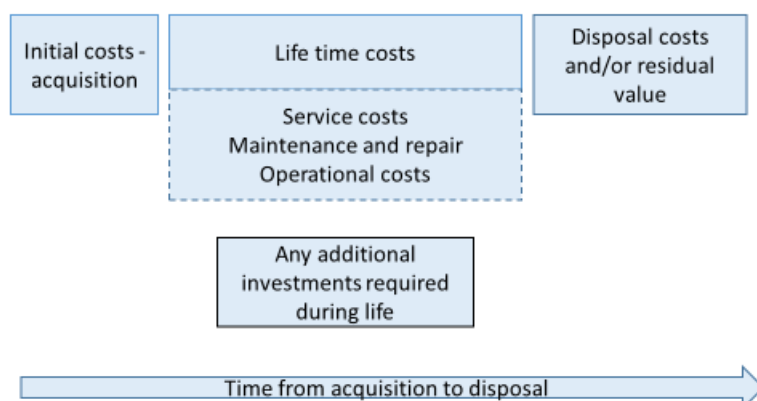 Initial costs -
acquisition
Life time costs
Service costs
Maintenance and repair
Operational costs
Disposal costs
and/or residual
value
Any additional
investments required
during life
Time from acquisition to disposal